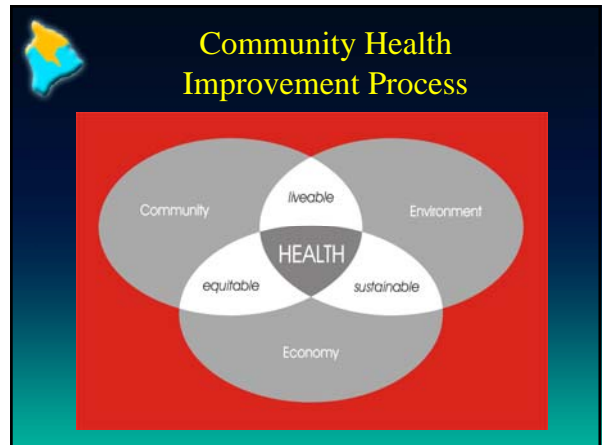 Community Health
Improvement Process
liveable
Community
Environment
HEALTH
equitable
sustainable
Economy